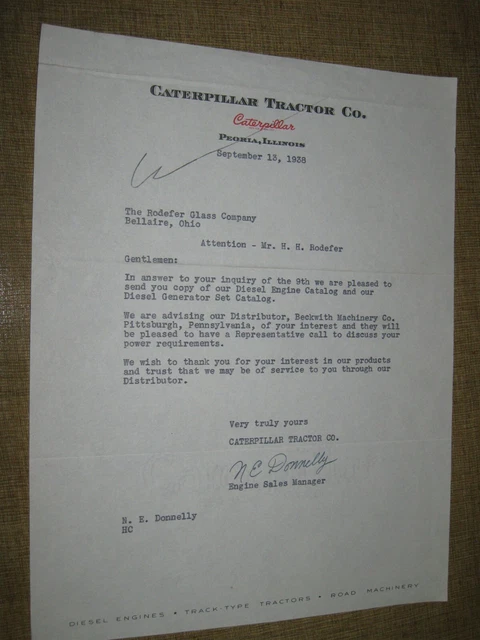 CATERPILLAR TRACTOR CO.
Caterpillar
PEORIA, ILLINOIS
September 13, 1938
The Rodefer Glass Company
Bellaire, Ohio
Attention - Mr. H. H. Rodefer
Gentlemen:
In answer to your inquiry of the 9th we are pleased to
send you copy of our Diesel Engine Catalog and our
Diesel Generator Set Catalog.
We are advising our Distributor, Beckwith Machinery Co.
Pittsburgh, Pennsylvania, of your interest and they will
be pleased to have a Representative call to discuss your
power requirements.
We wish to thank you for your interest in our products
and trust that we may be of service to you through our
Distributor.
Very truly yours
CATERPILLAR TRACTOR CO.
N E Donnelly
Engine Sales Manager
N. E. Donnelly
HC
DIESEL ENGINES • TRACK-TYPE TRACTORS • ROAD MACHINERY